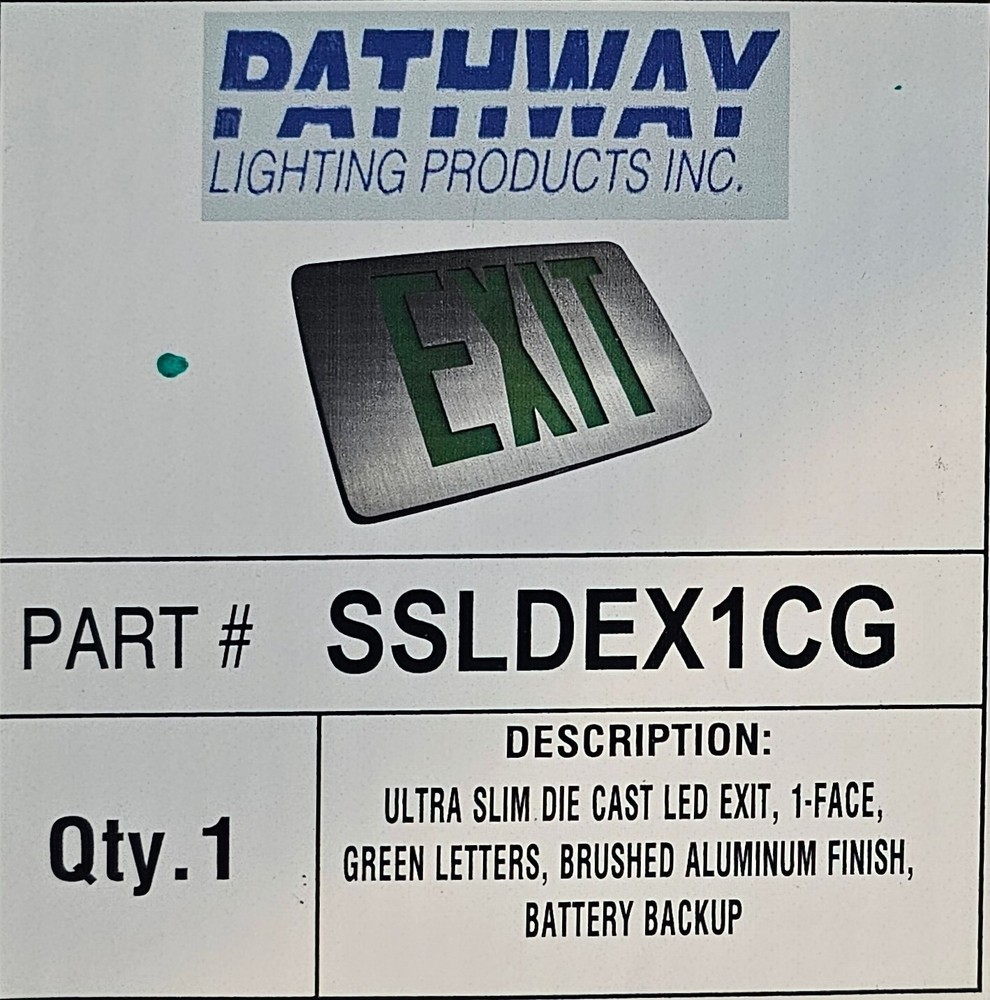 PATHWAY
LIGHTING PRODUCTS INC.
EXIT
PART # SSLDEX1CG
Qty.1
DESCRIPTION:
ULTRA SLIM DIE CAST LED EXIT, 1-FACE,
GREEN LETTERS, BRUSHED ALUMINUM FINISH,
BATTERY BACKUP